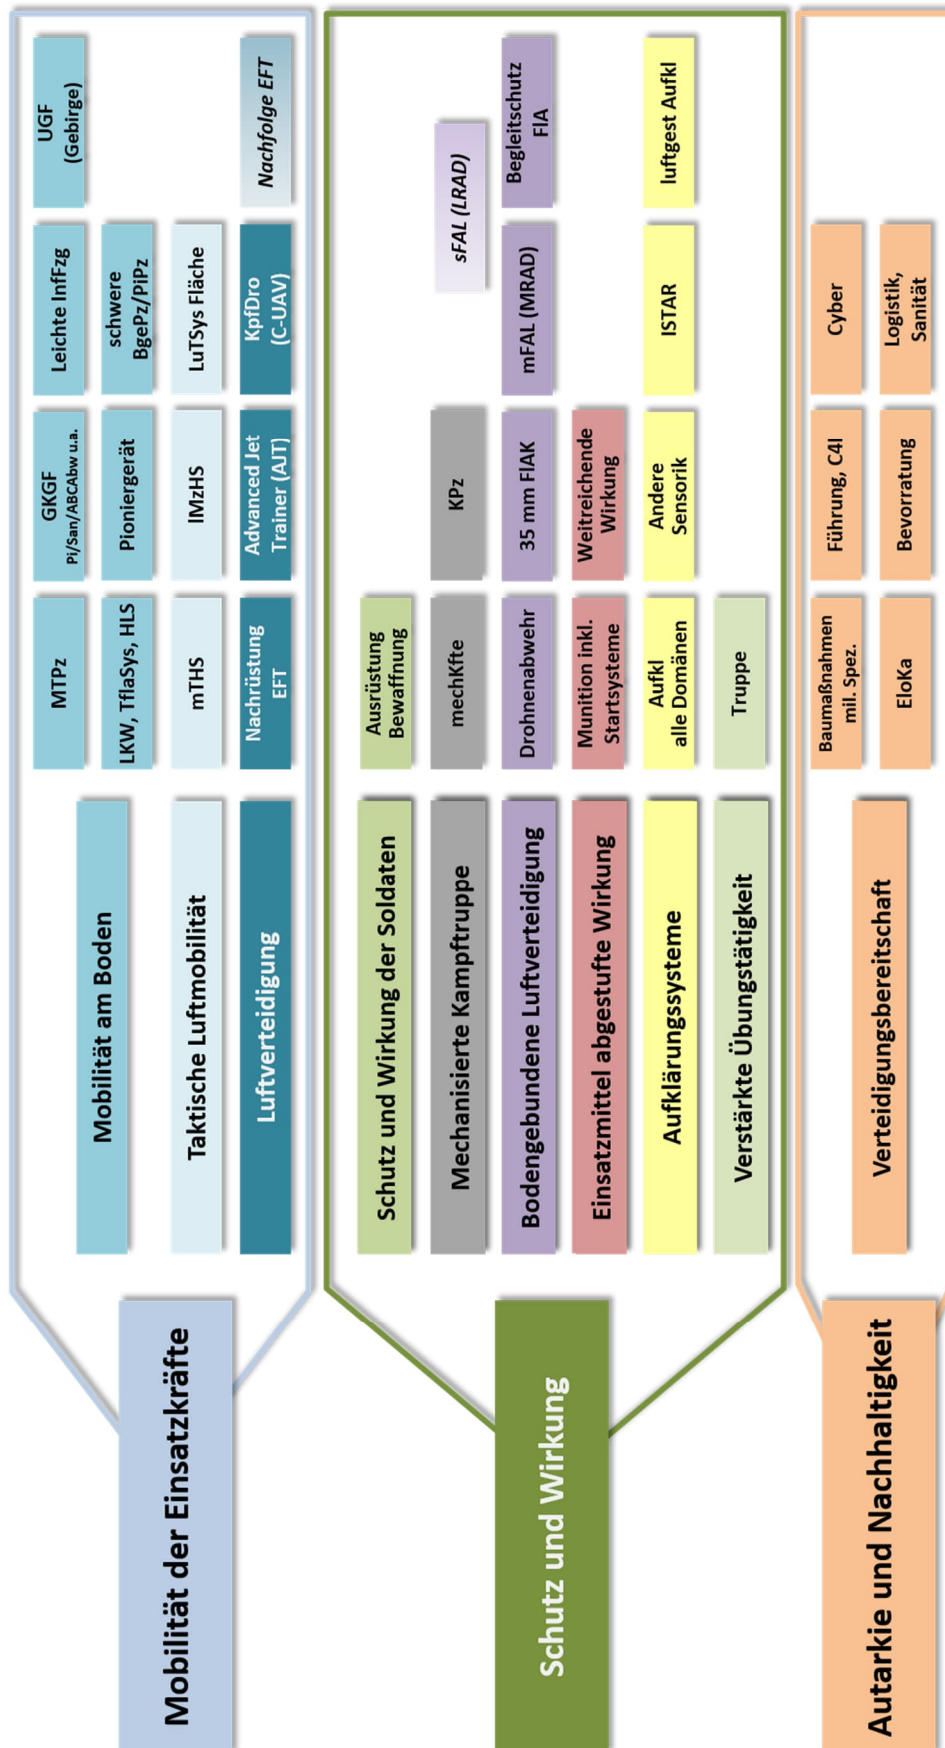 Mobilität der Einsatzkräfte
Mobilität am Boden
MTPz
GKGF
Pi/San/ABCAbw u.a.
Leichte InfFzg
UGF
(Gebirge)
LKW, TflaSys, HLS
Pioniergerät
schwere
BgePz/PiPz
Taktische Luftmobilität
mTHS
lMzHS
LuTSys Fläche
Luftverteidigung
Nachrüstung
EFT
Advanced Jet
Trainer (AJT)
KpfDro
(C-UAV)
Nachfolge EFT
Schutz und Wirkung
Schutz und Wirkung der Soldaten
Ausrüstung
Bewaffnung
Mechanisierte Kampftruppe
mechKfte
KPz
sFAL (LRAD)
Bodengebundene Luftverteidigung
Drohnenabwehr
35 mm FlAK
mFAL (MRAD)
Begleitschutz
FlA
Einsatzmittel abgestufte Wirkung
Munition inkl.
Startsysteme
Weitreichende
Wirkung
Aufklärungssysteme
Aufkl
alle Domänen
Andere
Sensorik
ISTAR
luftgest Aufkl
Verstärkte Übungstätigkeit
Truppe
Autarkie und Nachhaltigkeit
Verteidigungsbereitschaft
Baumaßnahmen
mil. Spez.
Führung, C4I
Cyber
EloKa
Bevorratung
Logistik,
Sanität